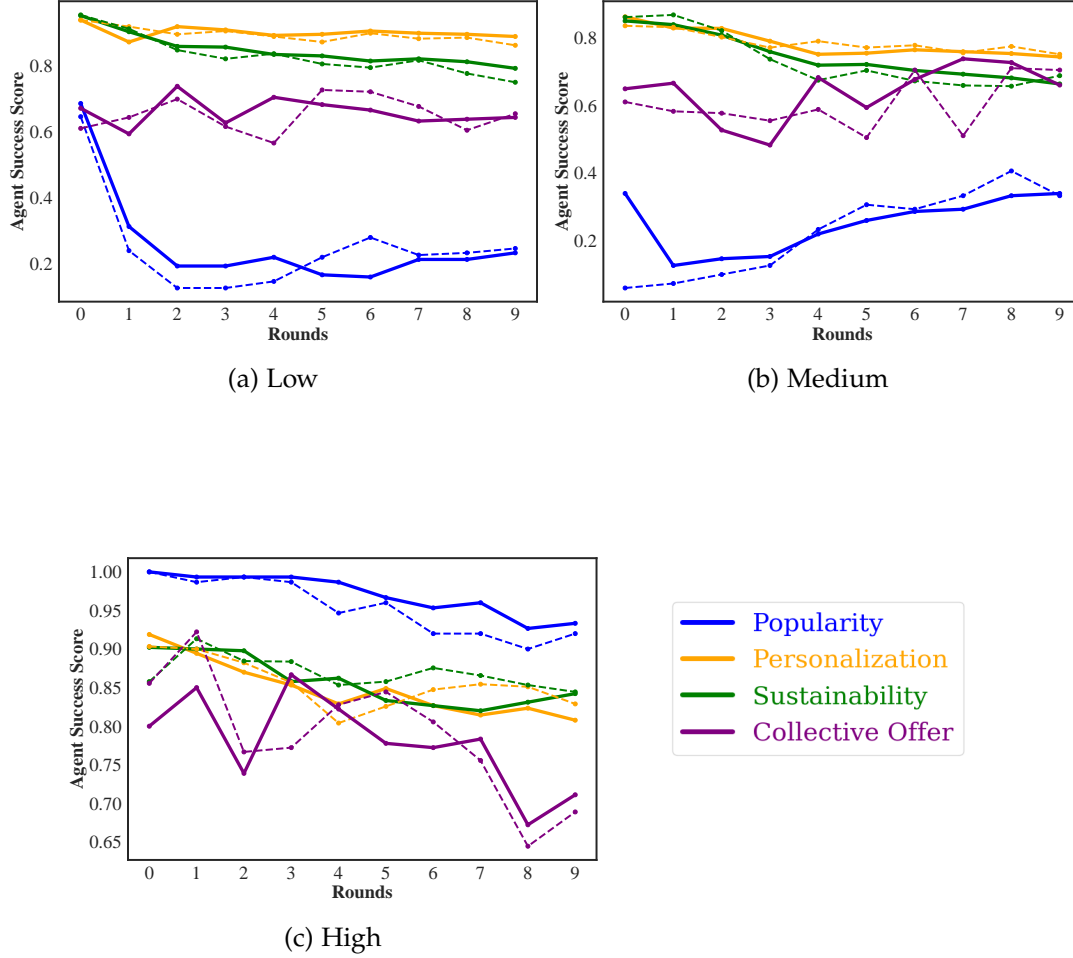 Agent Success Score
0.8
0.6
0.4
0.2
0 1 2 3 4 5 6 7 8 9
Rounds
(a) Low
Agent Success Score
0.8
0.6
0.4
0.2
0 1 2 3 4 5 6 7 8 9
Rounds
(b) Medium
Agent Success Score
1.00
0.95
0.90
0.85
0.80
0.75
0.70
0.65
0 1 2 3 4 5 6 7 8 9
Rounds
(c) High
Popularity
Personalization
Sustainability
Collective Offer